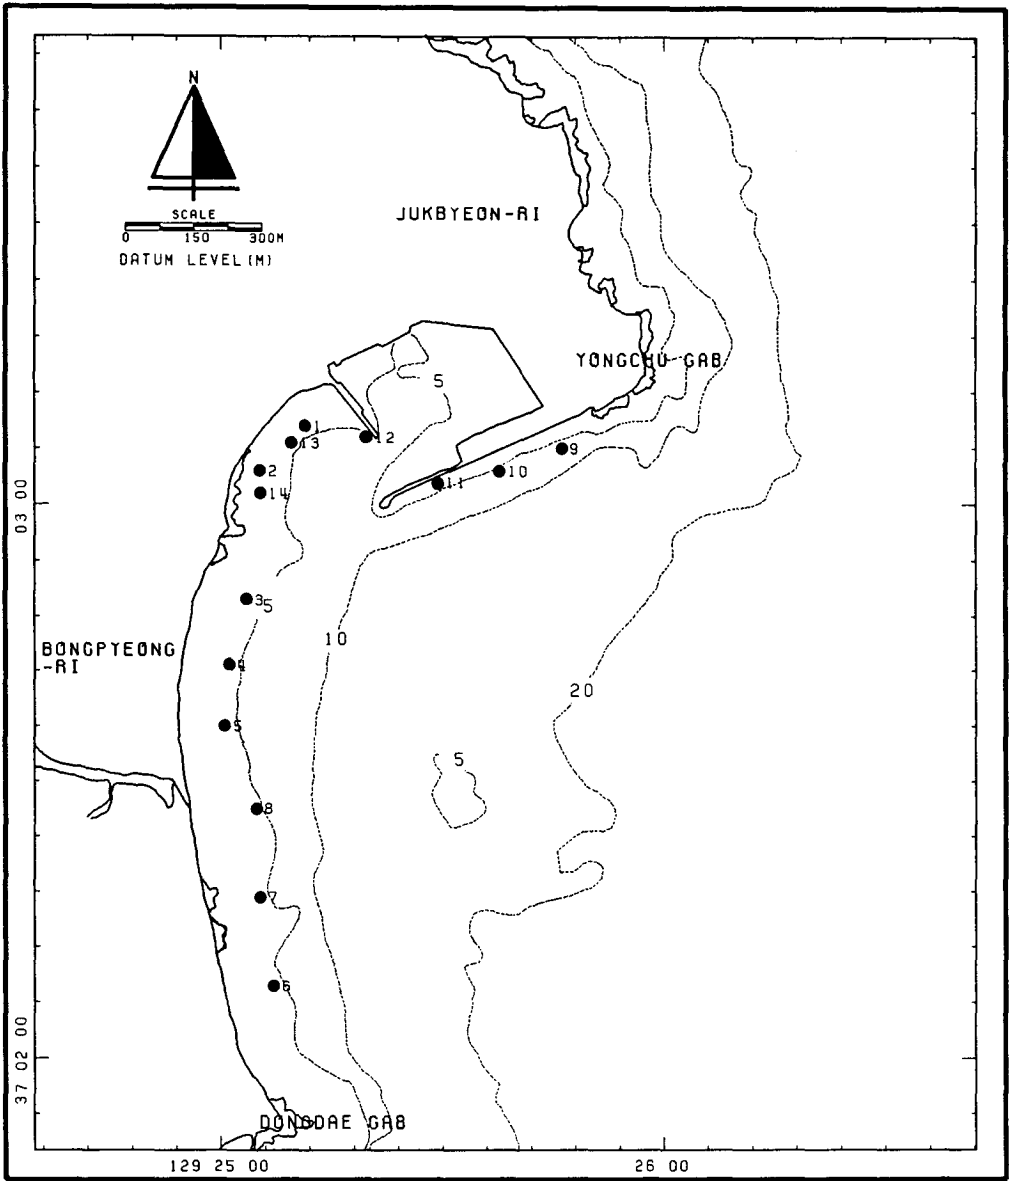 N
SCALE
0 150 300M
DATUM LEVEL(M)
JUKBYEON-RI
YONGCHU GAB
5
1
12
13
9
2
10
11
14
03 00
3
5
10
BONGPYEONG
-RI
4
20
5
5
8
7
6
37 02 00
DONGDAE GAB
129 25 00
26 00